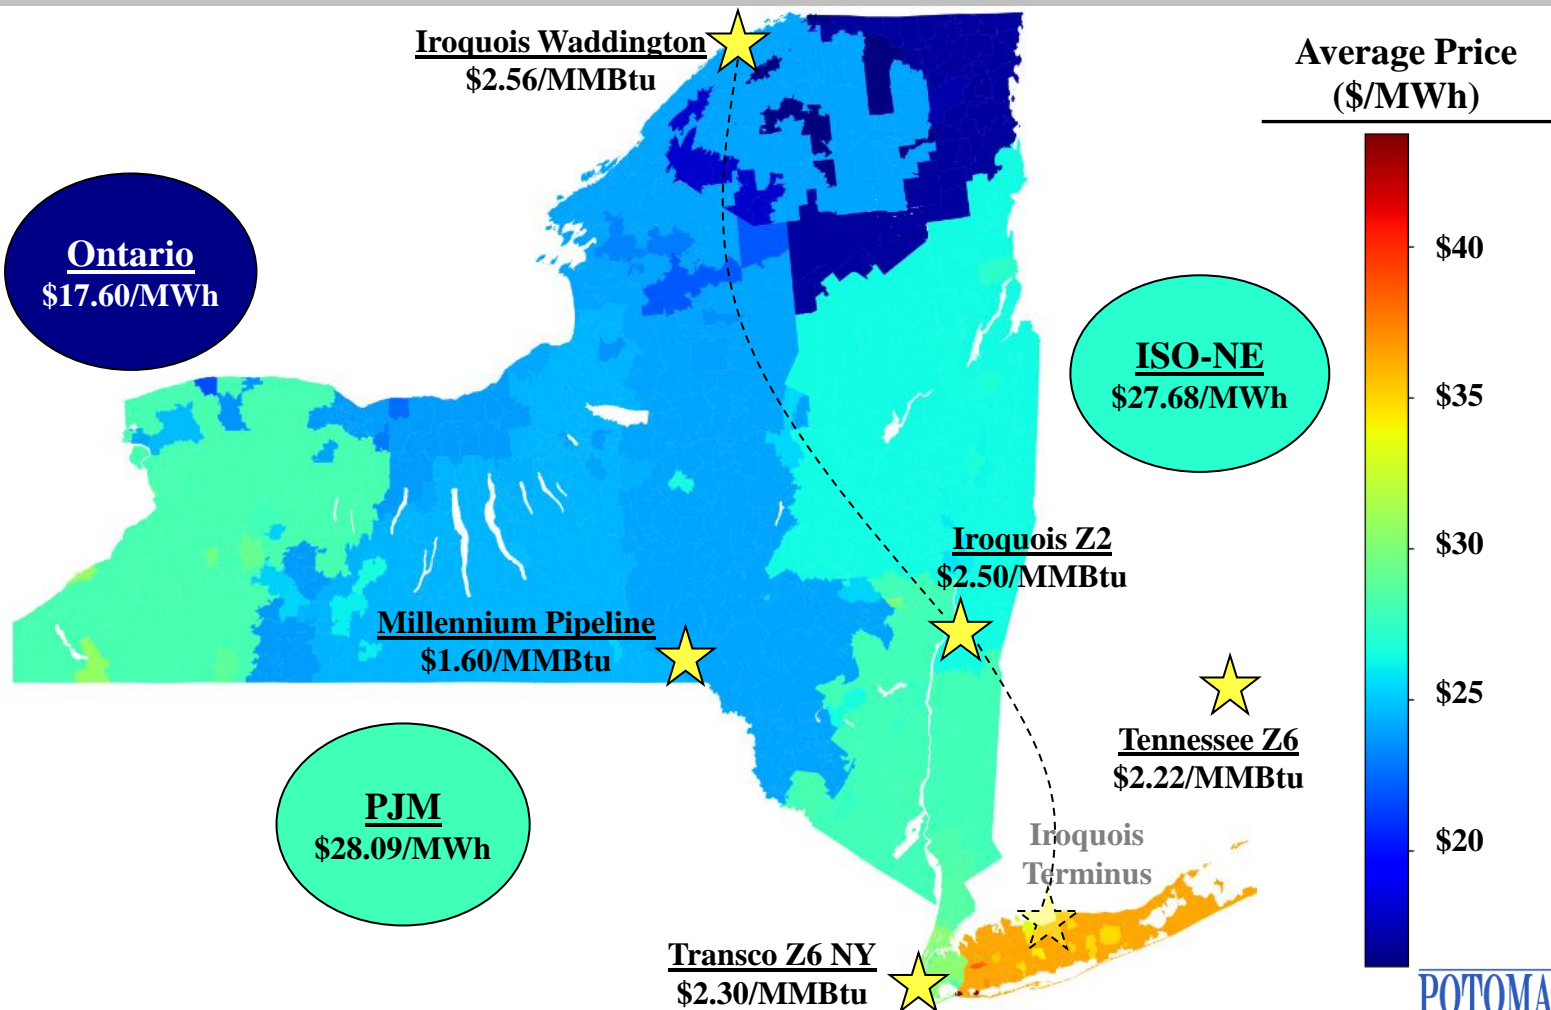 Iroquois Waddington
$2.56/MMBtu
Average Price
($/MWh)
Ontario
$17.60/MWh
ISO-NE
$27.68/MWh
$40
$35
$30
$25
$20
Iroquois Z2
$2.50/MMBtu
Millennium Pipeline
$1.60/MMBtu
Tennessee Z6
$2.22/MMBtu
PJM
$28.09/MWh
Iroquois
Terminus
Transco Z6 NY
$2.30/MMBtu
POTOMA